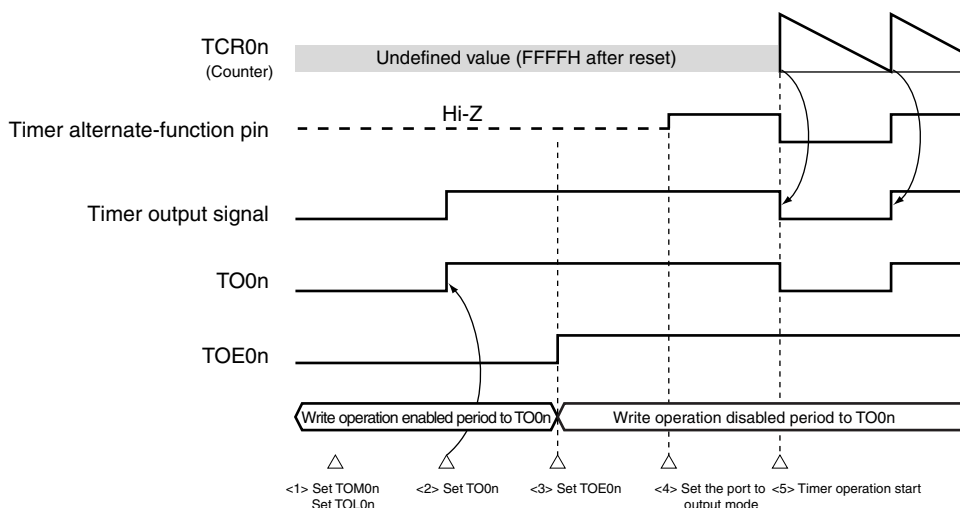 TCR0n
(Counter)
Undefined value (FFFFH after reset)
Hi-Z
Timer alternate-function pin
Timer output signal
TO0n
TOE0n
Write operation enabled period to TO0n
Write operation disabled period to TO0n
<1> Set TOM0n
Set TOL0n
<2> Set TO0n
<3> Set TOE0n
<4> Set the port to
output mode
<5> Timer operation start